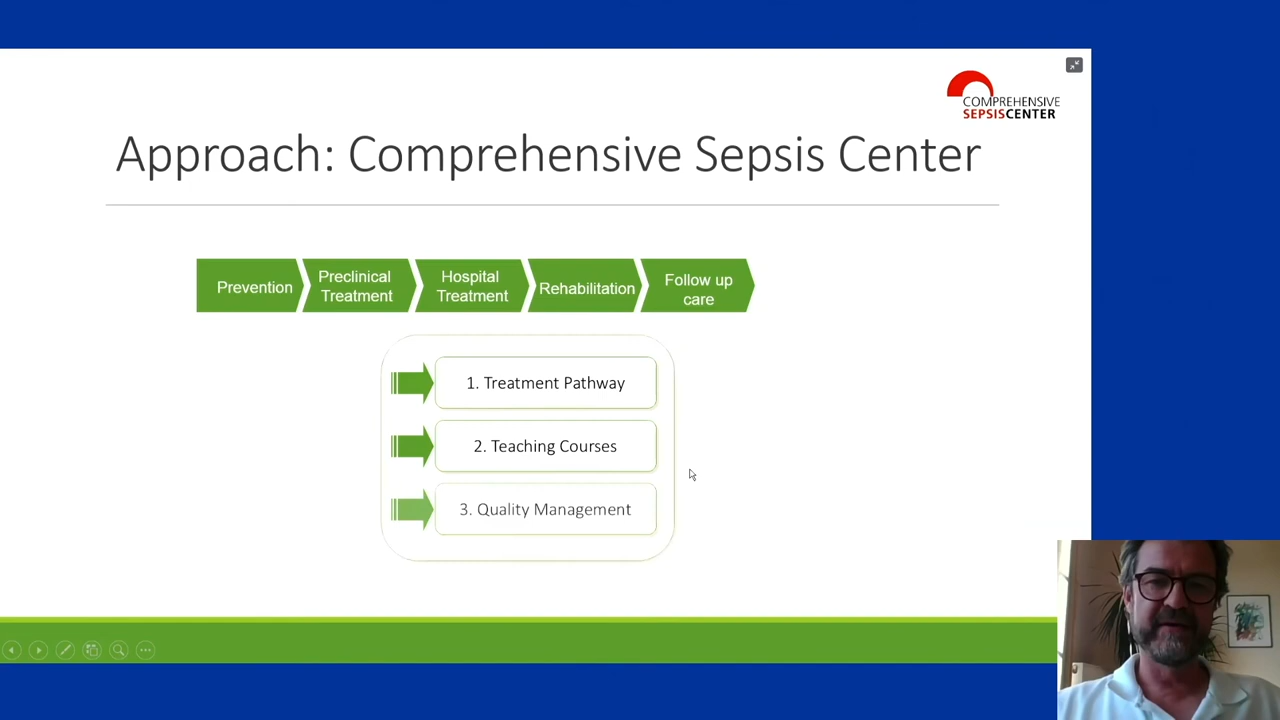 COMPREHENSIVE
SEPSISCENTER
Approach: Comprehensive Sepsis Center
Prevention
Preclinical
Treatment
Hospital
Treatment
Rehabilitation
Follow up
care
1. Treatment Pathway
2. Teaching Courses
3. Quality Management